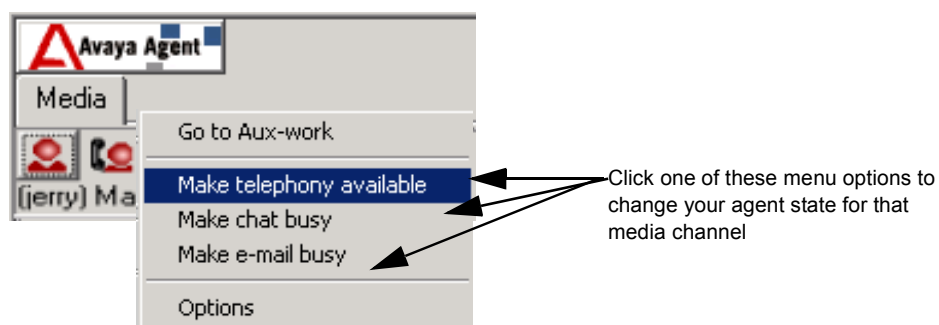 Avaya Agent
Media
Go to Aux-work
(jerry) Ma
Make telephony available
Make chat busy
Make e-mail busy
Options
Click one of these menu options to
change your agent state for that
media channel